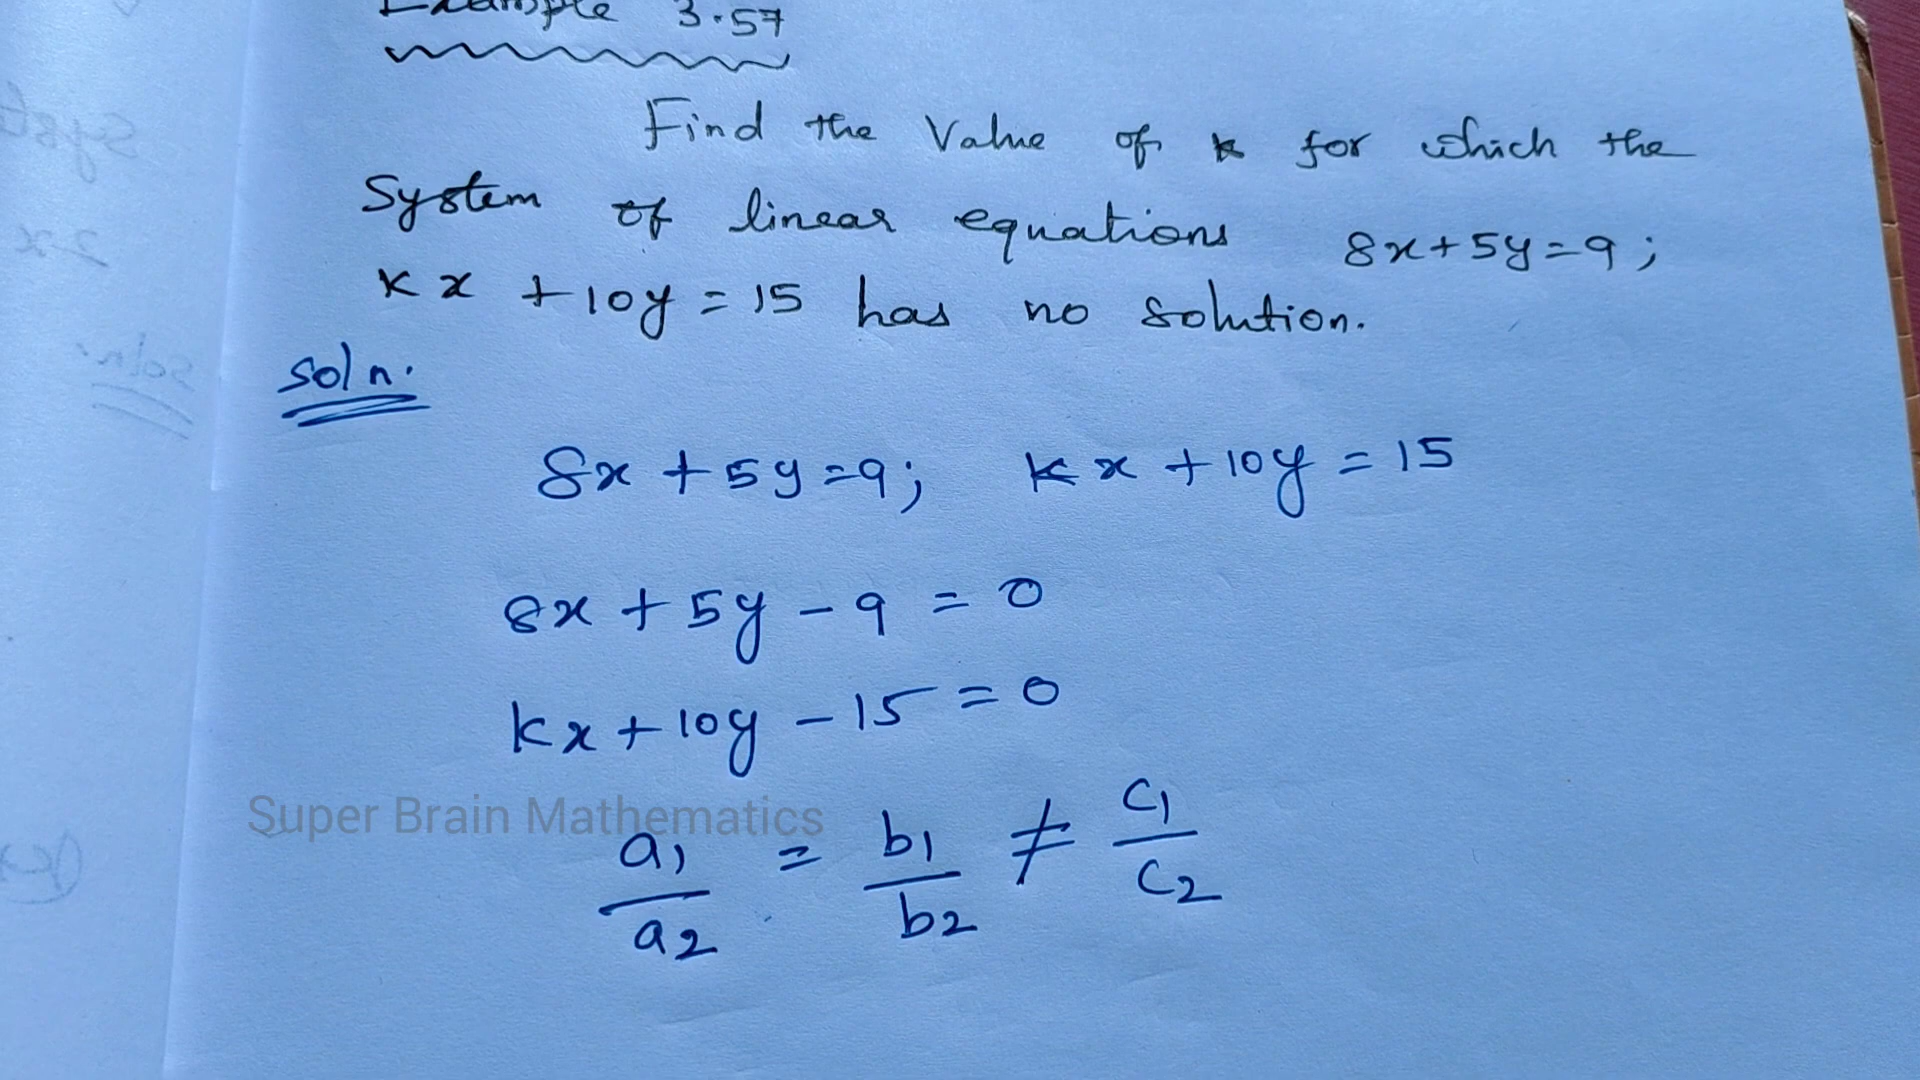 Example 3.57
Find the Value of k for which the
System of linear equations 8x+5y=9;
kx +10y=15 has no solution.
Soln.
8x+5y=9; kx+10y=15
8x+5y-9=0
kx+10y-15=0
Super Brain Mathematics
a1/a2 = b1/b2 ≠ c1/c2